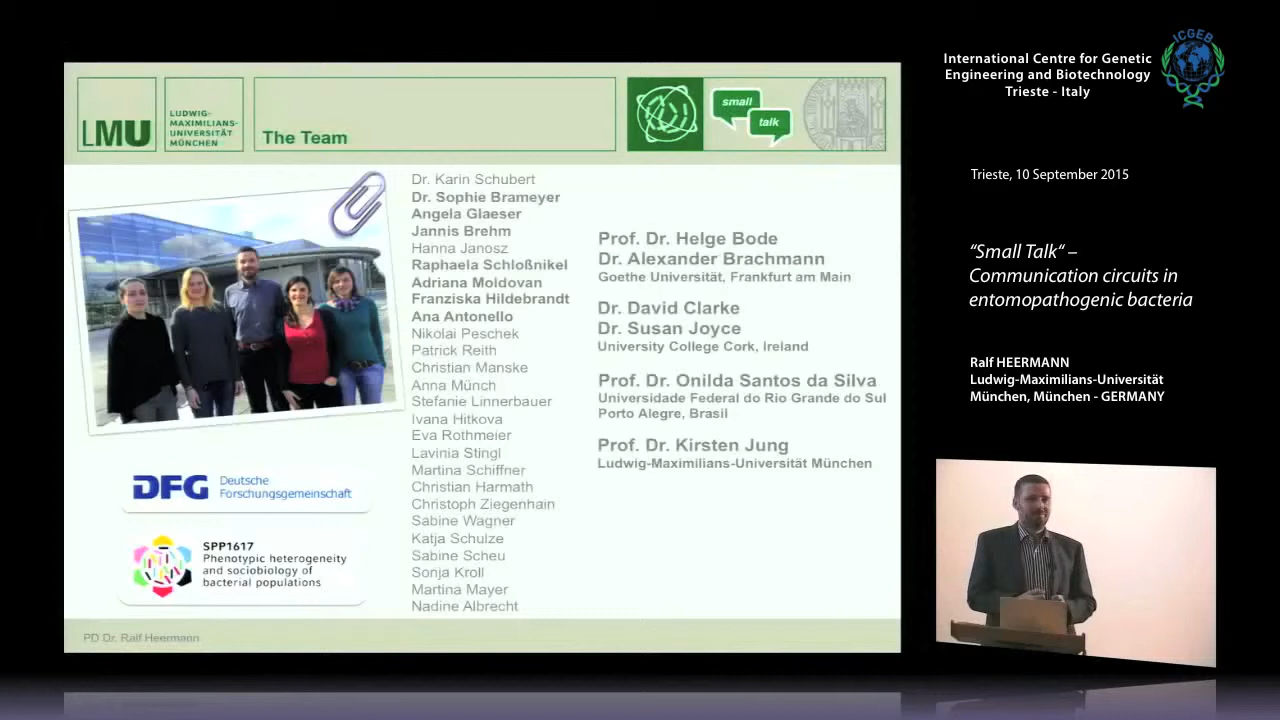 LMU
LUDWIG-
MAXIMILIANS-
UNIVERSITÄT
MÜNCHEN
The Team
small
talk
Dr. Karin Schubert
Dr. Sophie Brameyer
Angela Glaeser
Jannis Brehm
Hanna Janosz
Raphaela Schloßnikel
Adriana Moldovan
Franziska Hildebrandt
Ana Antonello
Nikolai Peschek
Patrick Reith
Christian Manske
Anna Münch
Stefanie Linnerbauer
Ivana Hitkova
Eva Rothmeier
Lavinia Stingl
Martina Schiffner
Christian Harmath
Christoph Ziegenhain
Sabine Wagner
Katja Schulze
Sabine Scheu
Sonja Kroll
Martina Mayer
Nadine Albrecht
Prof. Dr. Helge Bode
Dr. Alexander Brachmann
Goethe Universität, Frankfurt am Main
Dr. David Clarke
Dr. Susan Joyce
University College Cork, Ireland
Prof. Dr. Onilda Santos da Silva
Universidade Federal do Rio Grande do Sul
Porto Alegre, Brasil
Prof. Dr. Kirsten Jung
Ludwig-Maximilians-Universität München
DFG
Deutsche
Forschungsgemeinschaft
SPP1617
Phenotypic heterogeneity
and sociobiology of
bacterial populations
PD Dr. Ralf Heermann
International Centre for Genetic
Engineering and Biotechnology
Trieste - Italy
ICGEB
Trieste, 10 September 2015
“Small Talk“ –
Communication circuits in
entomopathogenic bacteria
Ralf HEERMANN
Ludwig-Maximilians-Universität
München, München - GERMANY